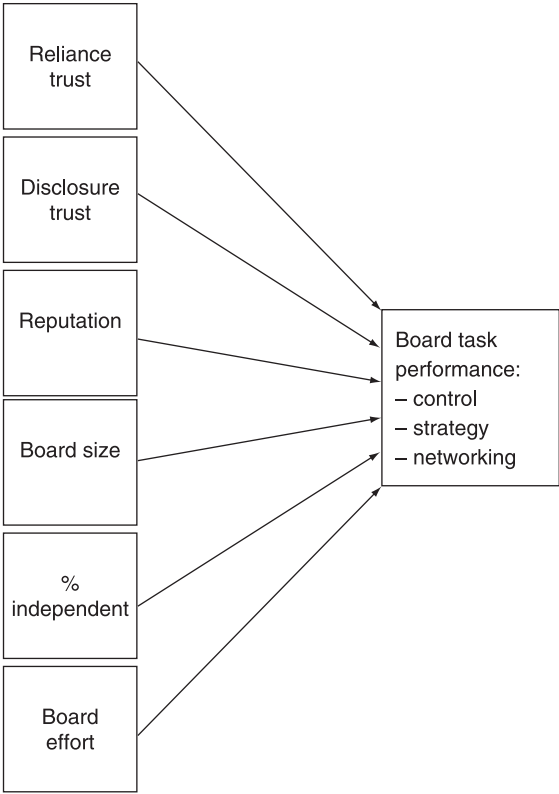 Reliance
trust
Disclosure
trust
Reputation
Board size
%
independent
Board
effort
Board task
performance:
– control
– strategy
– networking